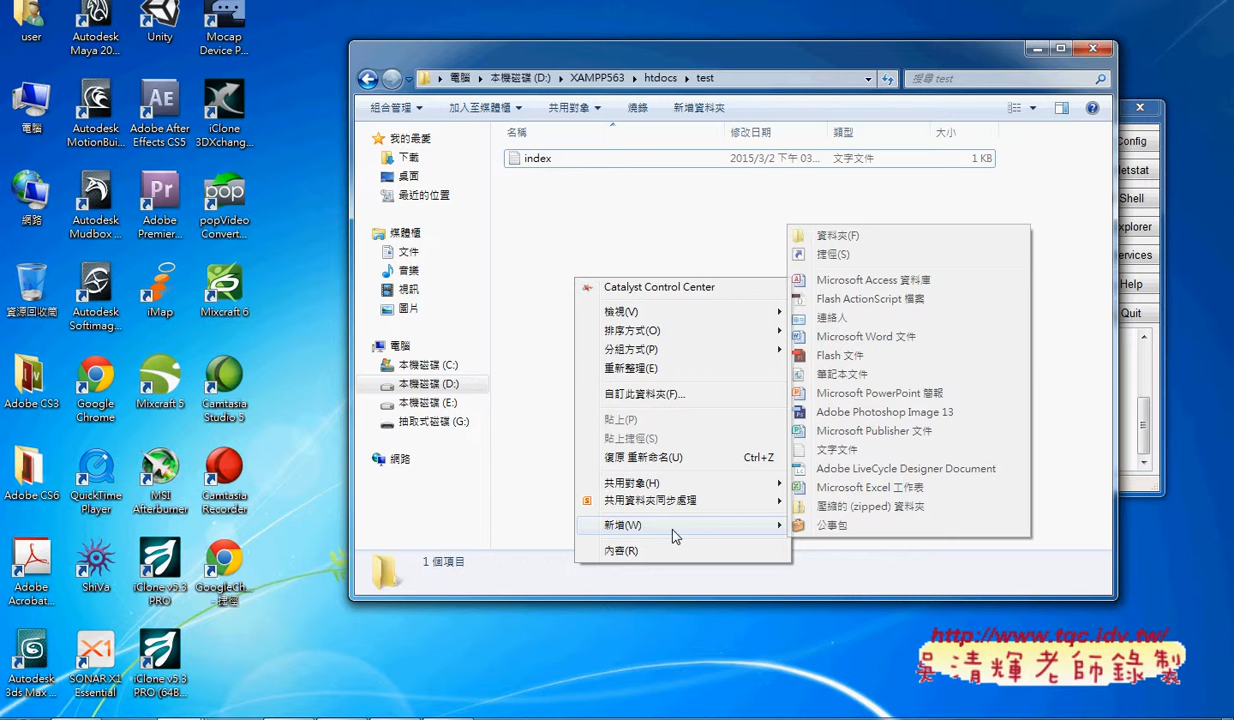 user
Autodesk
Maya 20...
Unity
Mocap
Device P...
電腦
Autodesk
MotionBui...
Adobe After
Effects CS5
iClone
3DXchang...
網路
Autodesk
Mudbox ...
Adobe
Premier...
popVideo
Convert...
資源回收筒
Autodesk
Softimag...
iMap
Mixcraft 6
Adobe CS3
Google
Chrome
Mixcraft 5
Camtasia
Studio 5
Adobe CS6
QuickTime
Player
MSI
Afterburner
Camtasia
Recorder
Adobe
Acrobat...
ShiVa
iClone v5.3
PRO
GoogleCh...
- 捷徑
Autodesk
3ds Max ...
SONAR X1
Essential
iClone v5.3
PRO (64B...
電腦 ▸ 本機磁碟 (D:) ▸ XAMPP563 ▸ htdocs ▸ test
搜尋 test
組合管理 加入至媒體櫃 共用對象 燒錄 新增資料夾
名稱 修改日期 類型 大小
index 2015/3/2 下午 03... 文字文件 1 KB
我的最愛
下載
桌面
最近的位置
媒體櫃
文件
音樂
視訊
圖片
電腦
本機磁碟 (C:)
本機磁碟 (D:)
本機磁碟 (E:)
抽取式磁碟 (G:)
網路
1 個項目
Catalyst Control Center
檢視(V)
排序方式(O)
分組方式(P)
重新整理(E)
自訂此資料夾(F)...
貼上(P)
貼上捷徑(S)
復原 重新命名(U) Ctrl+Z
共用對象(H)
共用資料夾同步處理
新增(W)
內容(R)
資料夾(F)
捷徑(S)
Microsoft Access 資料庫
Flash ActionScript 檔案
連絡人
Microsoft Word 文件
Flash 文件
筆記本文件
Microsoft PowerPoint 簡報
Adobe Photoshop Image 13
Microsoft Publisher 文件
文字文件
Adobe LiveCycle Designer Document
Microsoft Excel 工作表
壓縮的 (zipped) 資料夾
公事包
Config
etstat
Shell
xplorer
ervices
Help
Quit
http://www.tqc.idv.tw/
吳清輝老師錄製